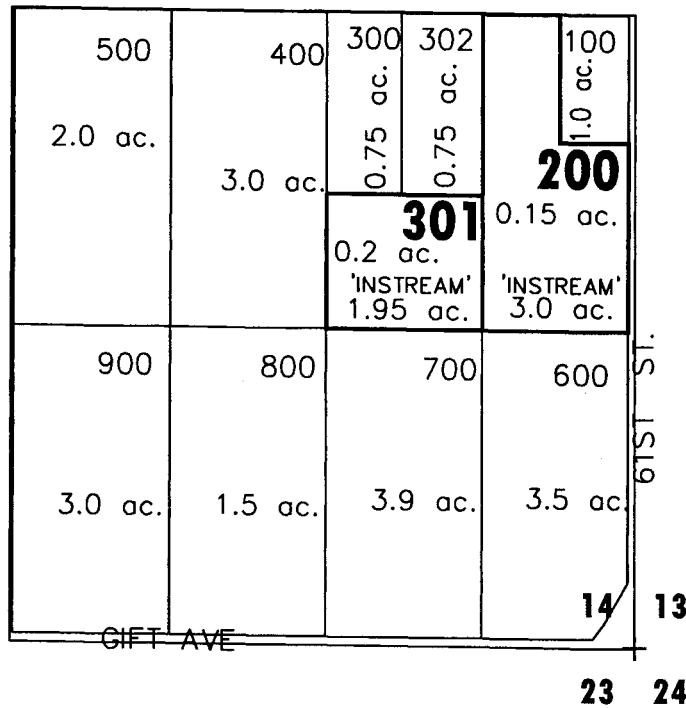 500
2.0 ac.
400
3.0 ac.
300
0.75 ac.
302
0.75 ac.
100
1.0 ac.
200
0.15 ac.
'INSTREAM'
3.0 ac.
301
0.2 ac.
'INSTREAM'
1.95 ac.
900
3.0 ac.
800
1.5 ac.
700
3.9 ac.
600
3.5 ac.
61ST ST.
GIFT AVE
14 13
23 24